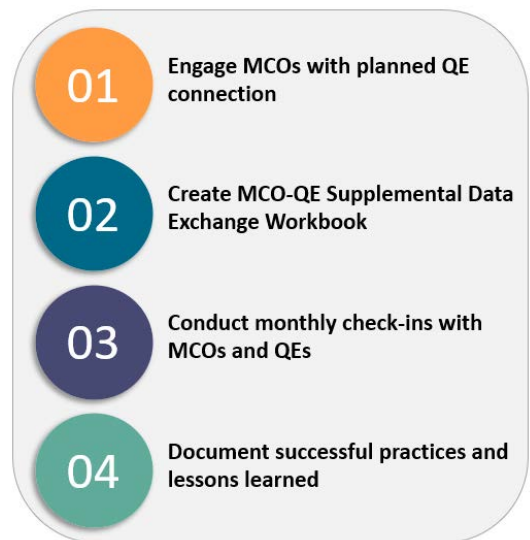 01
Engage MCOs with planned QE
connection
02
Create MCO-QE Supplemental Data
Exchange Workbook
03
Conduct monthly check-ins with
MCOs and QEs
04
Document successful practices and
lessons learned